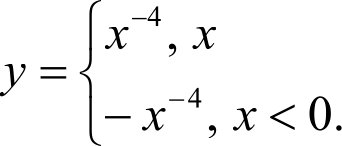 y = { x⁻⁴, x
− x⁻⁴, x < 0.